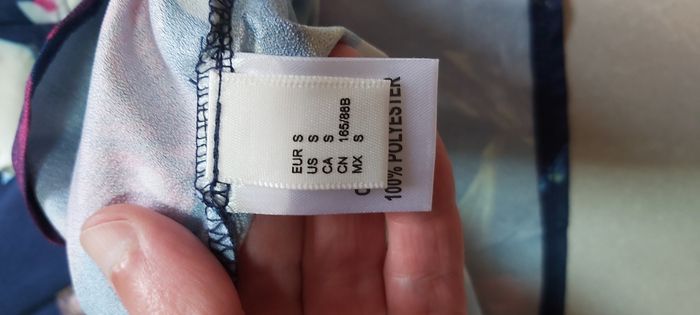 EUR S
US S
CA S
CN 165/88B
MX S
100% POLYESTER